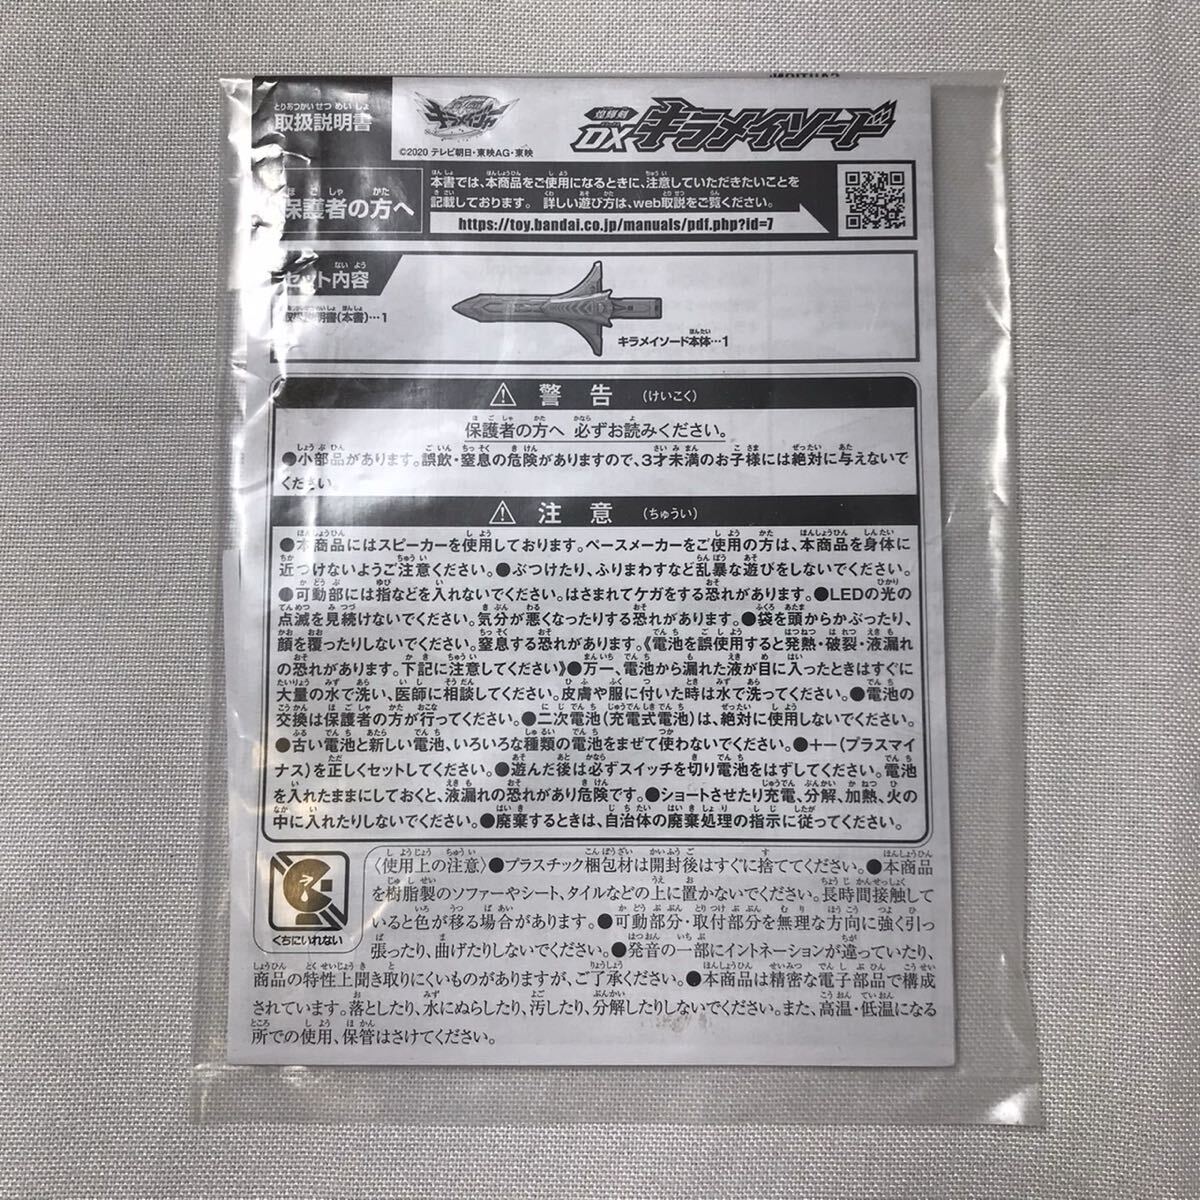 取扱説明書
とりあつかいせつめいしょ
©2020 テレビ朝日・東映AG・東映
煌輝剣
DXキラメイソード
保護者の方へ
本書では、本商品をご使用になるときに、注意していただきたいことを
記載しております。 詳しい遊び方は、web取説をご覧ください。
https://toy.bandai.co.jp/manuals/pdf.php?id=7
セット内容
取扱説明書(本書)…1
キラメイソード本体…1
警告 (けいこく)
保護者の方へ 必ずお読みください。
●小部品があります。誤飲・窒息の危険がありますので、3才未満のお子様には絶対に与えないで
ください。
注意 (ちゅうい)
●本商品にはスピーカーを使用しております。ペースメーカーをご使用の方は、本商品を身体に
近づけないようご注意ください。●ぶつけたり、ふりまわすなど乱暴な遊びをしないでください。
●可動部には指などを入れないでください。はさまれてケガをする恐れがあります。●LEDの光の
点滅を見続けないでください。気分が悪くなったりする恐れがあります。●袋を頭からかぶったり、
顔を覆ったりしないでください。窒息する恐れがあります。《電池を誤使用すると発熱・破裂・液漏れ
の恐れがあります。下記に注意してください》●万一、電池から漏れた液が目に入ったときはすぐに
大量の水で洗い、医師に相談してください。皮膚や服に付いた時は水で洗ってください。●電池の
交換は保護者の方が行ってください。●二次電池(充電式電池)は、絶対に使用しないでください。
●古い電池と新しい電池、いろいろな種類の電池をまぜて使わないでください。●+−(プラスマイ
ナス)を正しくセットしてください。●遊んだ後は必ずスイッチを切り電池をはずしてください。電池
を入れたままにしておくと、液漏れの恐れがあり危険です。●ショートさせたり充電、分解、加熱、火の
中に入れたりしないでください。●廃棄するときは、自治体の廃棄処理の指示に従ってください。
くちにいれない
〈使用上の注意〉●プラスチック梱包材は開封後はすぐに捨ててください。●本商品
を樹脂製のソファーやシート、タイルなどの上に置かないでください。長時間接触して
いると色が移る場合があります。●可動部分・取付部分を無理な方向に強く引っ
張ったり、曲げたりしないでください。●発音の一部にイントネーションが違っていたり、
商品の特性上聞き取りにくいものがありますが、ご了承ください。●本商品は精密な電子部品で構成
されています。落としたり、水にぬらしたり、汚したり、分解したりしないでください。また、高温・低温になる
所での使用、保管はさけてください。